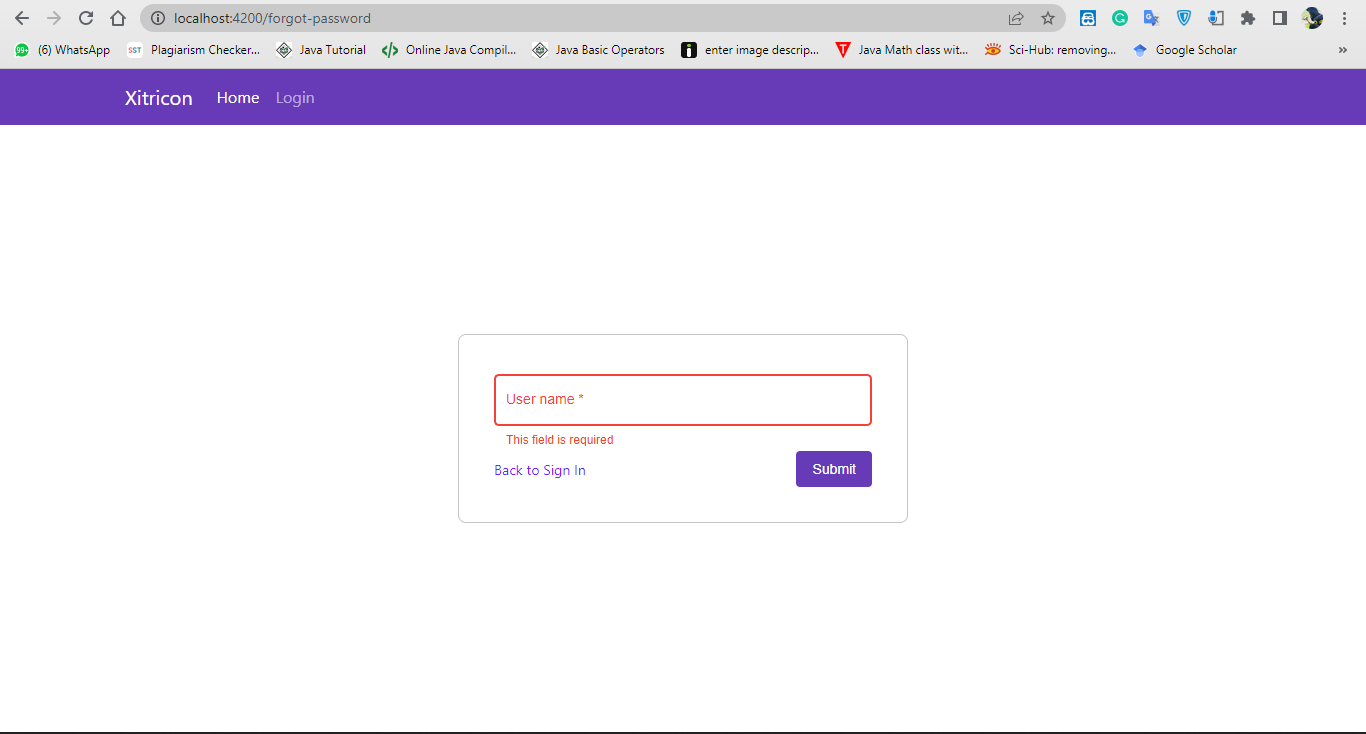 localhost:4200/forgot-password
99+ (6) WhatsApp SST Plagiarism Checker... Java Tutorial Online Java Compil... Java Basic Operators enter image descrip... Java Math class wit... Sci-Hub: removing... Google Scholar »
Xitricon Home Login
User name *
This field is required
Back to Sign In Submit